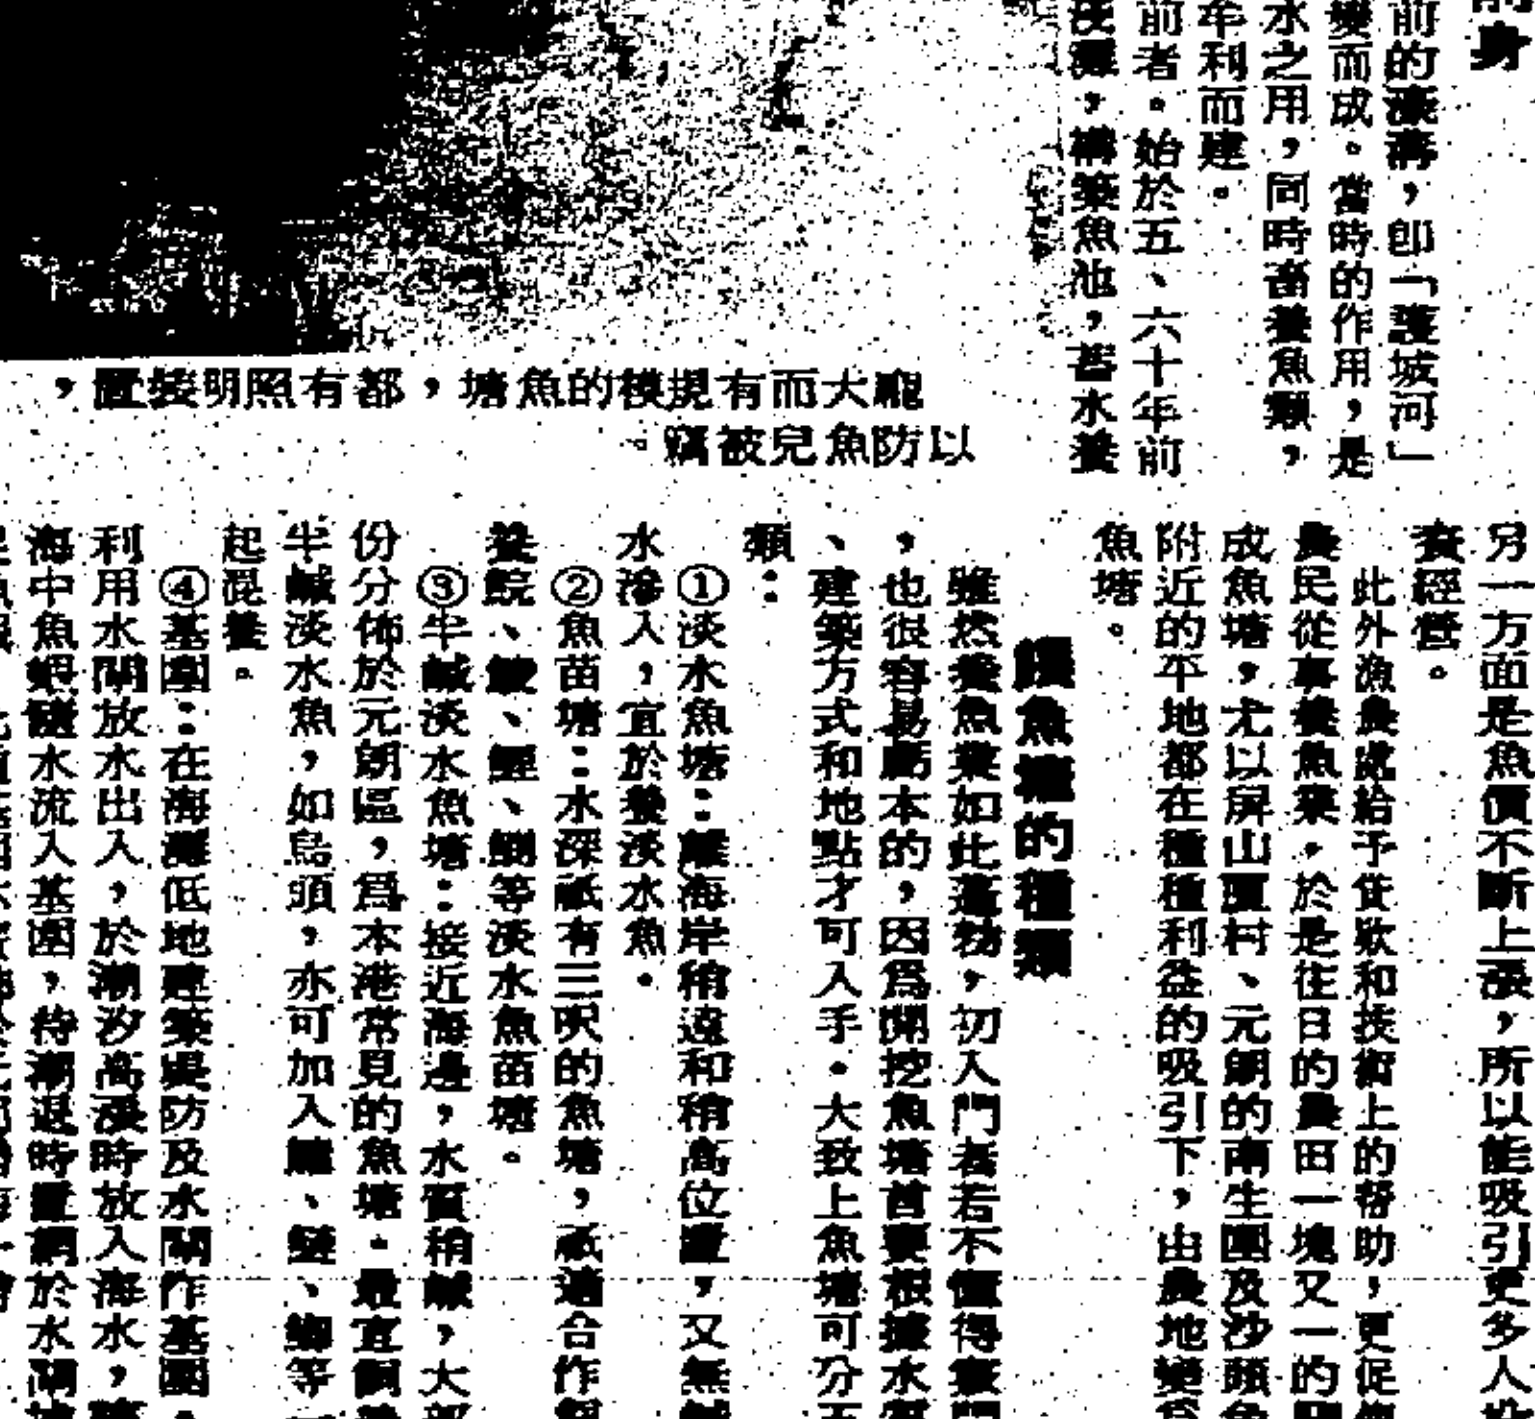 身
前的濠溝，卽「護城河」
變而成。當時的作用，是
水之用，同時畜養魚類，
牟利而建。
前者。始於五、六十年前
灘，構築魚池，蓄水養
龐大而有規模的魚塘，都有照明裝置，
以防魚兒被竊。
另一方面是魚價不斷上漲，所以能吸引更多人
資經營。
此外漁農處給予貸欵和技術上的幫助，更促
農民從事養魚業，於是往日的農田一塊又一的
成魚塘，尤以屏山廈村、元朗的南生圍及沙頭
附近的平地都在種種利益的吸引下，由農地變
魚塘。
養魚塘的種類
雖然養魚業如此蓬勃，切入門者若不懂得竅門
，也很容易虧本的，因爲開挖魚塘首要根據水
、建築方式和地點才可入手。大致上魚塘可分
類：
①淡水魚塘：離海岸稍遠和稍高位置，又無鹹
水滲入，宜於養淡水魚。
②魚苗塘：水深祇有三呎的魚塘，祇適合作
養鯇、鯪、鯉、鯽等淡水魚苗塘。
③半鹹淡水魚塘：接近海邊，水質稍鹹，大部
份分佈於元朗區，爲本港常見的魚塘。最宜飼養
半鹹淡水魚，如烏頭，亦可加入鱅、鰱、鯿等
起混養。
④基圍：在海灘低地建築堤防及水閘作基圍。
利用水閘放水出入，於潮汐高漲時放入海水，
海中魚蝦隨水流入基圍，待潮退時置網於水閘